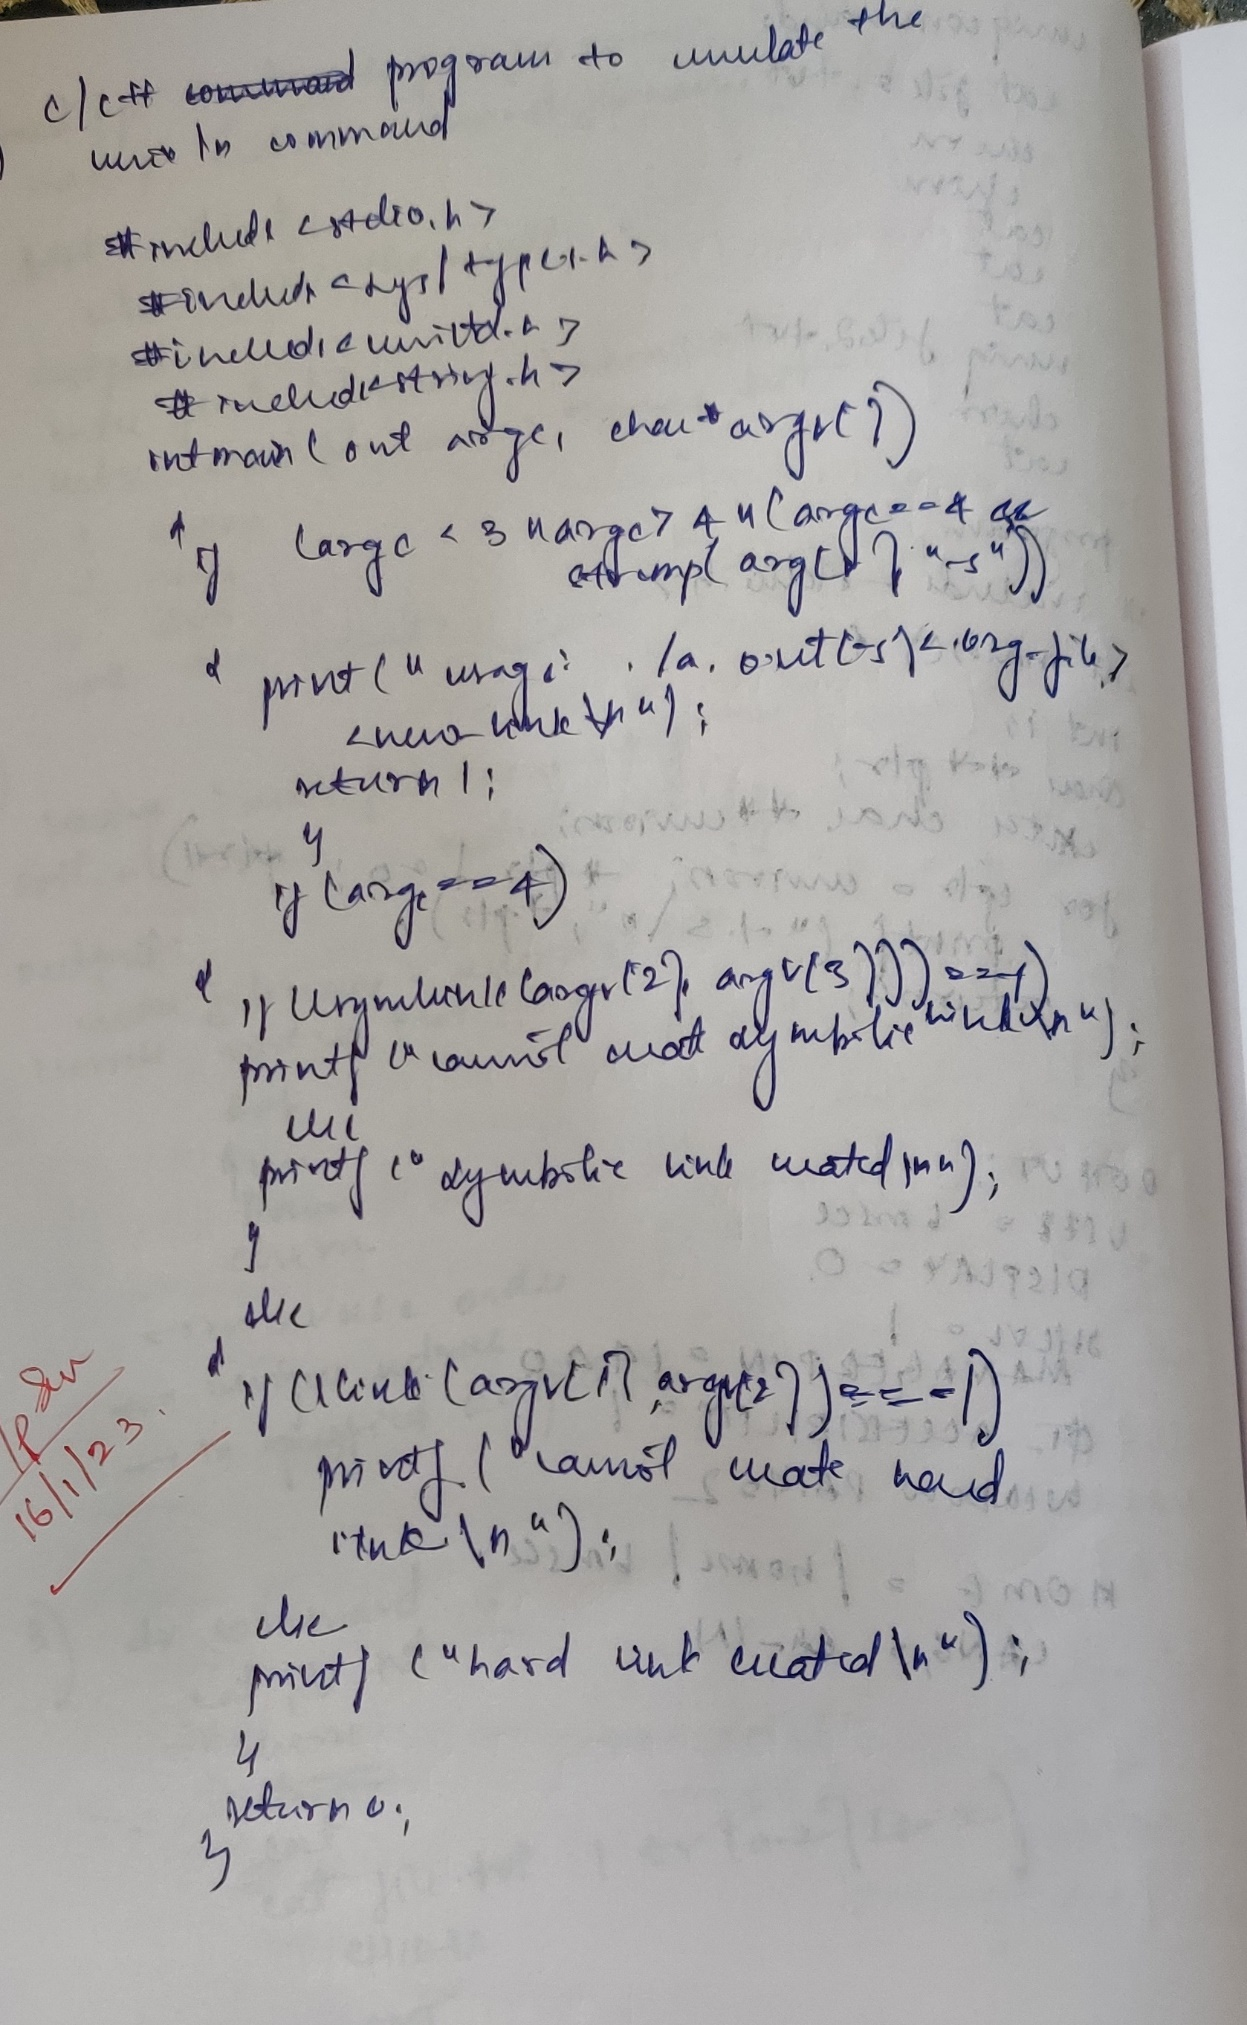 c/c++ command program to emulate the
unix ln command
#include <stdio.h>
#include <sys/types.h>
#include <unistd.h>
#include <string.h>
int main( int argc, char* argv[])
{
if (argc < 3 || argc > 4 || (argc == 4 &&
strcmp( argv[1], "-s"))
{
print(" usage: ./a.out[-s] <org-file>
<new-link\n");
return 1;
}
if (argc == 4)
{
if ((symlink(argv[2], argv[3])) == -1)
printf ("cannot creat symbolic link\n");
else
printf (" symbolic link created \n");
}
else
{
if ((link (argv[1], argv[2]) == -1)
printf ("cannot create hard
link \n");
else
printf ("hard link created \n");
}
return 0;
}
16/1/23